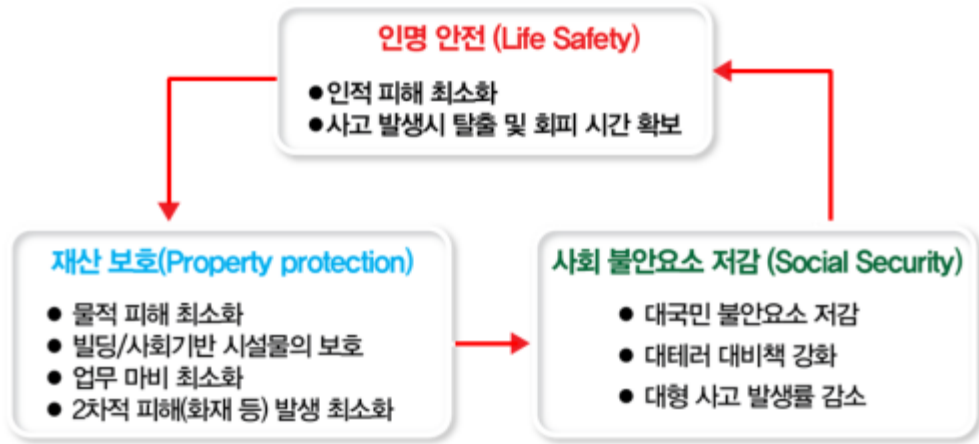 인명 안전 (Life Safety)
●인적 피해 최소화
●사고 발생시 탈출 및 회피 시간 확보
재산 보호(Property protection)
● 물적 피해 최소화
● 빌딩/사회기반 시설물의 보호
● 업무 마비 최소화
● 2차적 피해(화재 등) 발생 최소화
사회 불안요소 저감 (Social Security)
● 대국민 불안요소 저감
● 대테러 대비책 강화
● 대형 사고 발생률 감소